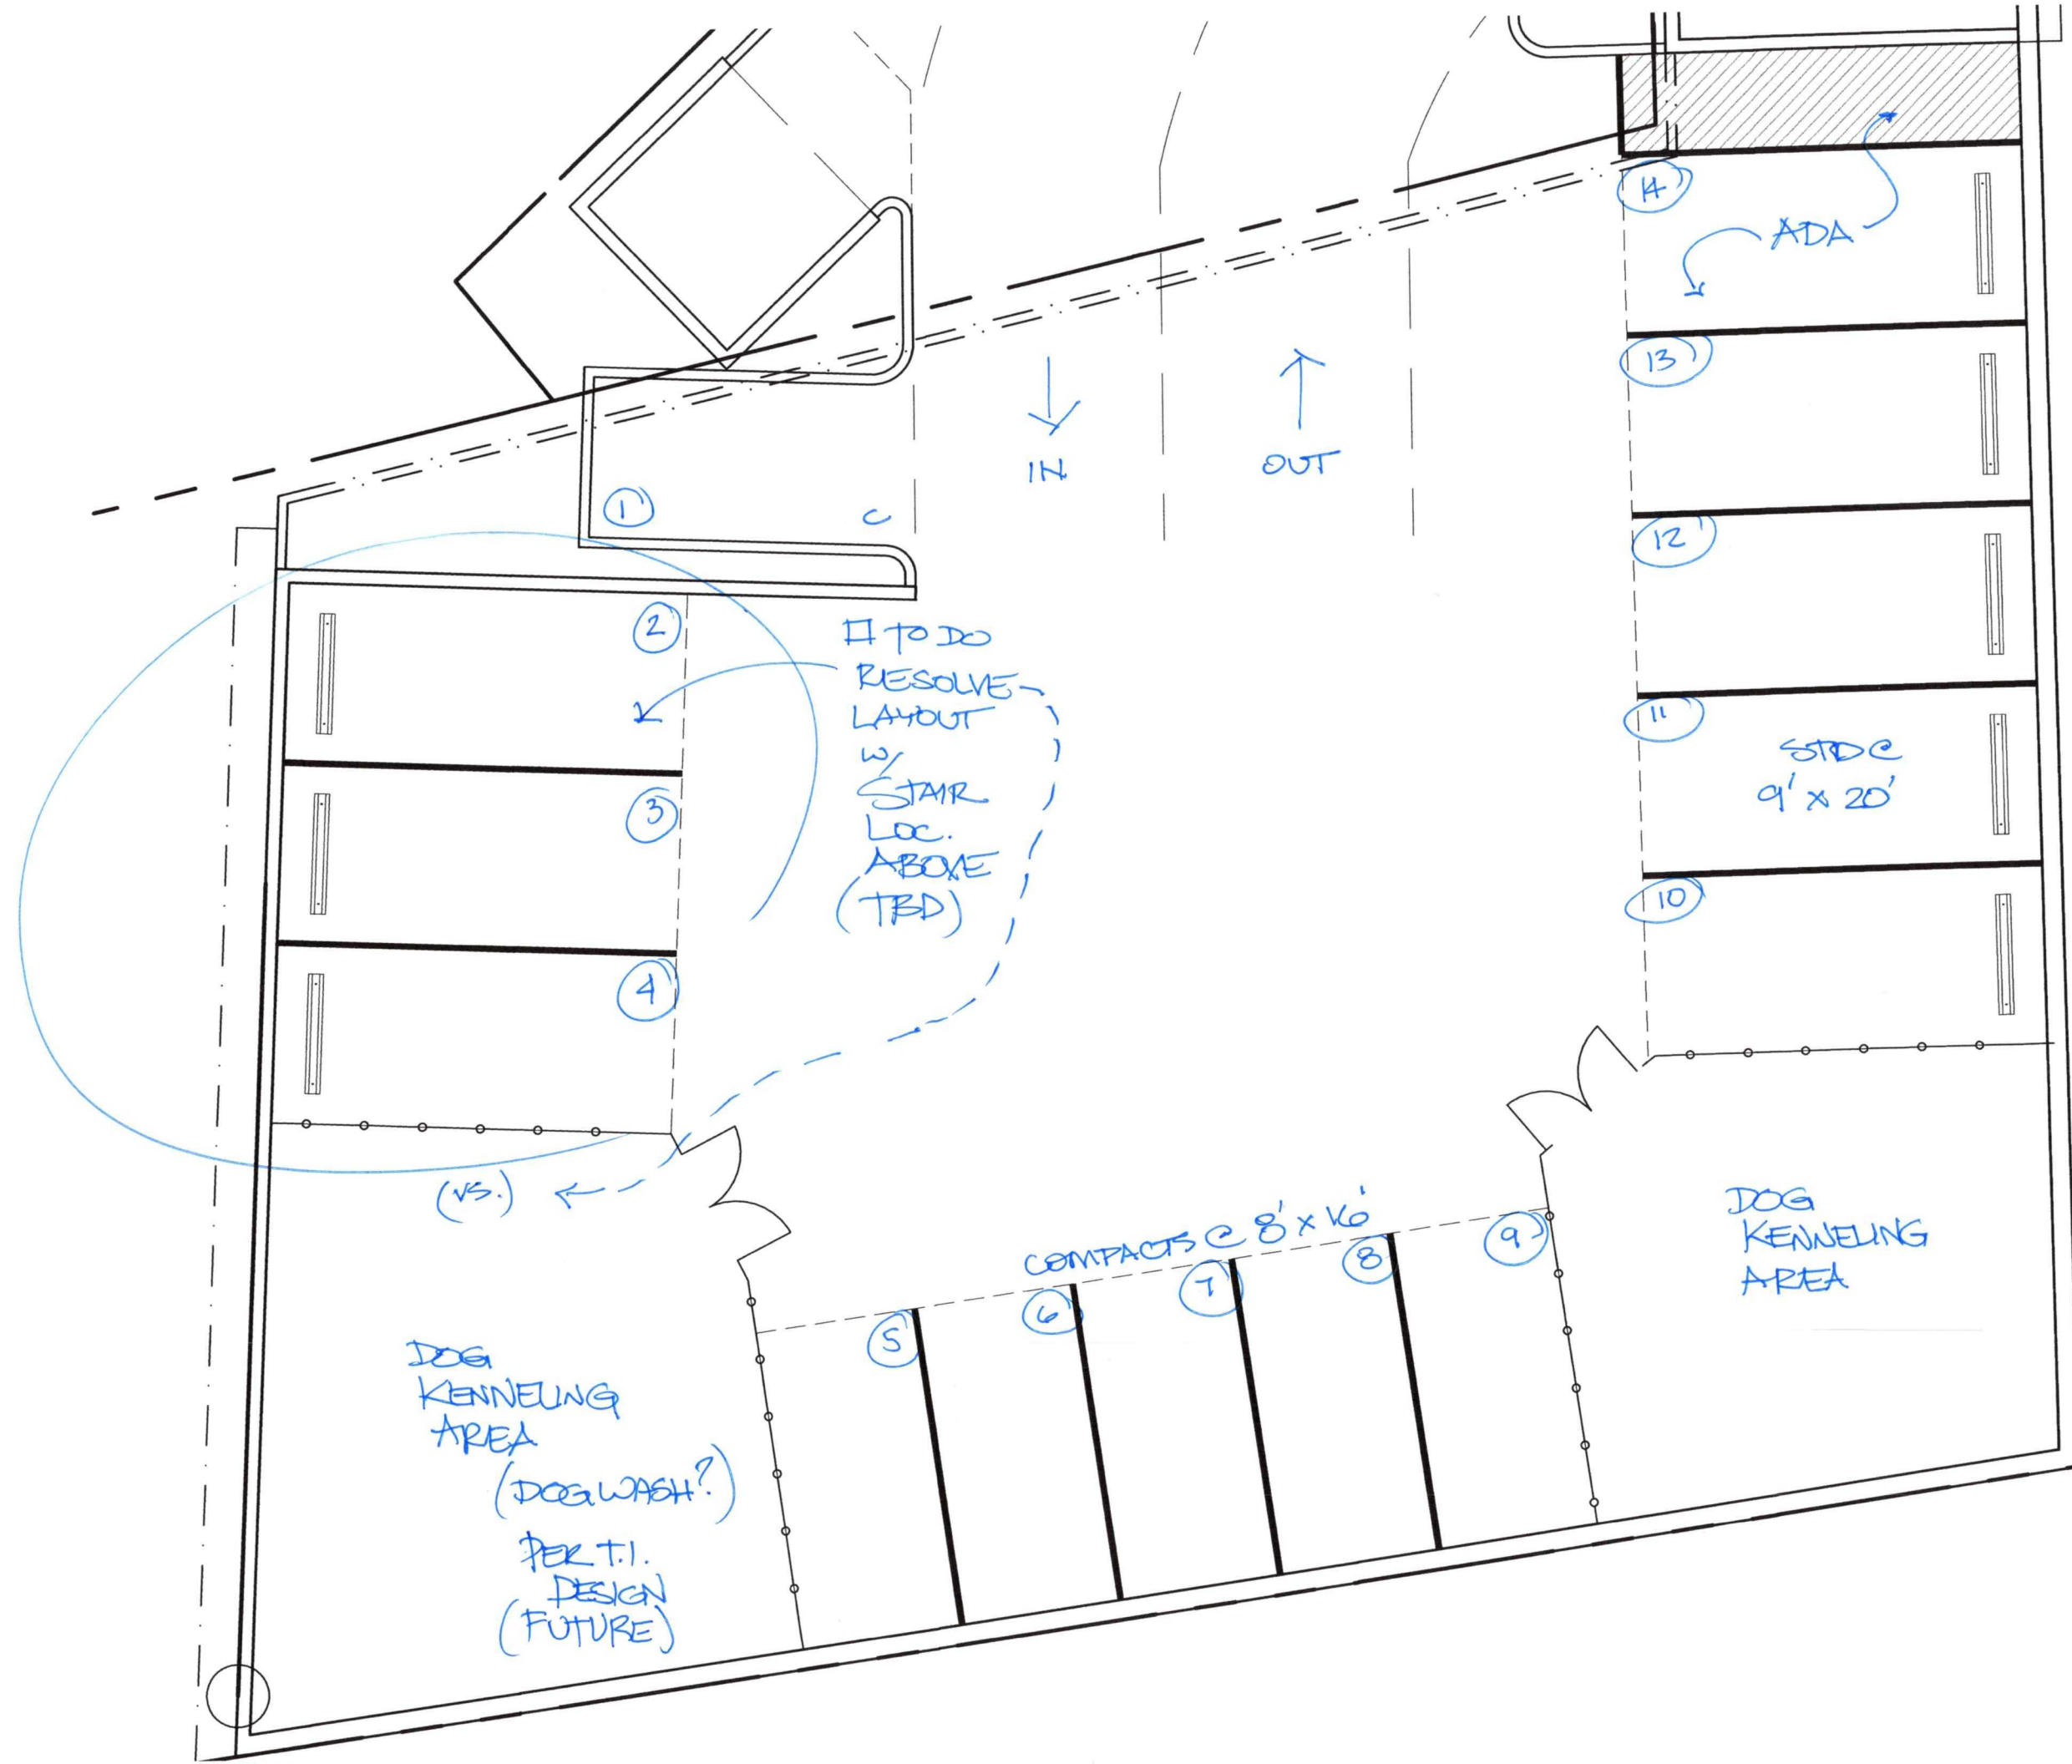 14
ADA
13
IN
OUT
1
C
12
2
□ TO DO
RESOLVE
LAYOUT
W/
STAIR
LOC.
ABOVE
(TBD)
11
STD @
9' x 20'
3
10
4
(VS.)
COMPACTS @ 8' x 16'
9
8
7
6
5
DOG
KENNELING
AREA
DOG
KENNELING
AREA
(DOG WASH?)
PER T.I.
DESIGN
(FUTURE)